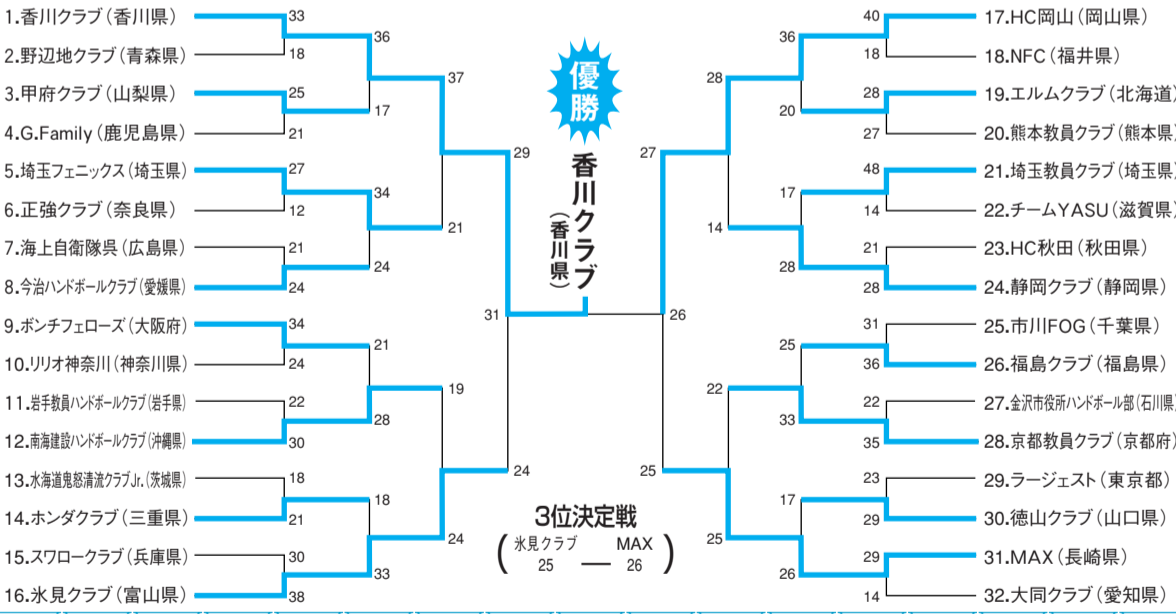 1.香川クラブ(香川県)
33
2.野辺地クラブ(青森県)
18
36
3.甲府クラブ(山梨県)
25
4.G.Family(鹿児島県)
21
17
37
5.埼玉フェニックス(埼玉県)
27
6.正強クラブ(奈良県)
12
34
7.海上自衛隊呉(広島県)
21
8.今治ハンドボールクラブ(愛媛県)
24
24
21
29
9.ボンチフェローズ(大阪府)
34
10.リリオ神奈川(神奈川県)
24
21
11.岩手教員ハンドボールクラブ(岩手県)
22
12.南海建設ハンドボールクラブ(沖縄県)
30
28
19
13.水海道鬼怒清流クラブJr.(茨城県)
18
14.ホンダクラブ(三重県)
21
18
15.スワロークラブ(兵庫県)
30
16.氷見クラブ(富山県)
38
33
24
24
31
優勝
香川クラブ
(香川県)
26
3位決定戦
(氷見クラブ MAX)
25 — 26
40
17.HC岡山(岡山県)
18
18.NFC(福井県)
36
28
19.エルムクラブ(北海道)
27
20.熊本教員クラブ(熊本県)
20
28
48
21.埼玉教員クラブ(埼玉県)
14
22.チームYASU(滋賀県)
17
21
23.HC秋田(秋田県)
28
24.静岡クラブ(静岡県)
28
14
27
31
25.市川FOG(千葉県)
36
26.福島クラブ(福島県)
25
22
27.金沢市役所ハンドボール部(石川県)
35
28.京都教員クラブ(京都府)
33
22
23
29.ラージェスト(東京都)
29
30.徳山クラブ(山口県)
17
29
31.MAX(長崎県)
14
32.大同クラブ(愛知県)
26
25
25